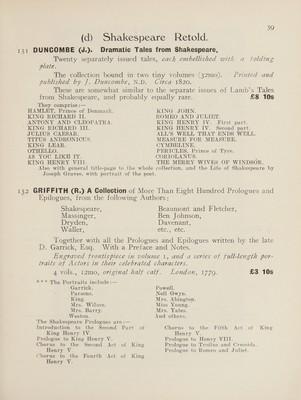 39
(d) Shakespeare Retold.
131 DUNCOMBE (J.). Dramatic Tales from Shakespeare,
Twenty separately issued tales, each embellished with a folding
plate.
The collection bound in two tiny volumes (32mo). Printed and
published by J. Duncombe, N.D. Circa 1820.
These are somewhat similar to the separate issues of Lamb's Tales
from Shakespeare, and probably equally rare. £8 10s
They comprise:—
HAMLET, Prince of Denmark.
KING RICHARD II.
ANTONY AND CLEOPATRA.
KING RICHARD III.
JULIUS CAESAR.
TITUS ANDRONICUS.
KING LEAR.
OTHELLO.
AS YOU LIKE IT.
KING HENRY VIII
KING JOHN.
ROMEO AND JULIET.
KING HENRY IV. First part.
KING HENRY IV. Second part.
ALL'S WELL THAT ENDS WELL.
MEASURE FOR MEASURE.
CYMBELINE.
PERICLES, Prince of Tyre.
CORIOLANUS.
THE MERRY WIVES OF WINDSOR.
Also with general title-page to the whole collection, and the Life of Shakespeare by
Joseph Graves, with portrait of the poet.
132 GRIFFITH (R.) A Collection of More Than Eight Hundred Prologues and
Epilogues, from the following Authors:
Shakespeare,
Massinger,
Dryden,
Waller,
Beaumont and Fletcher,
Ben Johnson,
Davenant,
etc., etc.
Together with all the Prologues and Epilogues written by the late
D. Garrick, Esq. With a Preface and Notes.
Engraved frontispiece in volume 1, and a series of full-length por-
traits of Actors in their celebrated characters.
4 vols., 12mo, original half calf. London, 1779. £3 10s
*** The Portraits include:—
Garrick.
Parsons.
King.
Mrs. Wilson.
Mrs. Barry.
Weston.
Powell.
Nell Gwyn.
Mrs. Abington.
Miss Young.
Mrs. Yates.
And others.
The Shakespeare Prologues are:—
Introduction to the Second Part of
King Henry IV.
Prologue to King Henry V.
Chorus to the Second Act of King
Henry V
Chorus to the Fourth Act of King
Henry V.
Chorus to the Fifth Act of King
Henry V.
Prologue to Henry VIII.
Prologue to Troilus and Cressida.
Prologue to Romeo and Juliet.